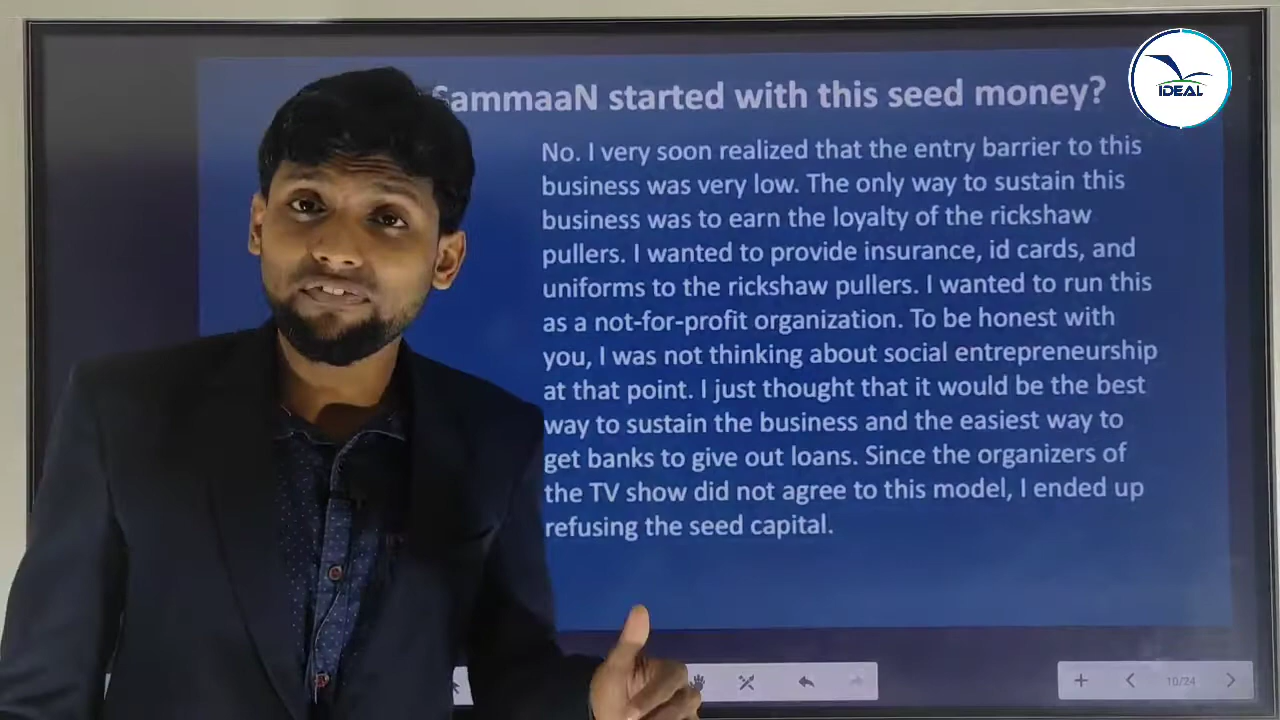 SammaaN started with this seed money?
IDEAL
No. I very soon realized that the entry barrier to this
business was very low. The only way to sustain this
business was to earn the loyalty of the rickshaw
pullers. I wanted to provide insurance, id cards, and
uniforms to the rickshaw pullers. I wanted to run this
as a not-for-profit organization. To be honest with
you, I was not thinking about social entrepreneurship
at that point. I just thought that it would be the best
way to sustain the business and the easiest way to
get banks to give out loans. Since the organizers of
the TV show did not agree to this model, I ended up
refusing the seed capital.
10/24